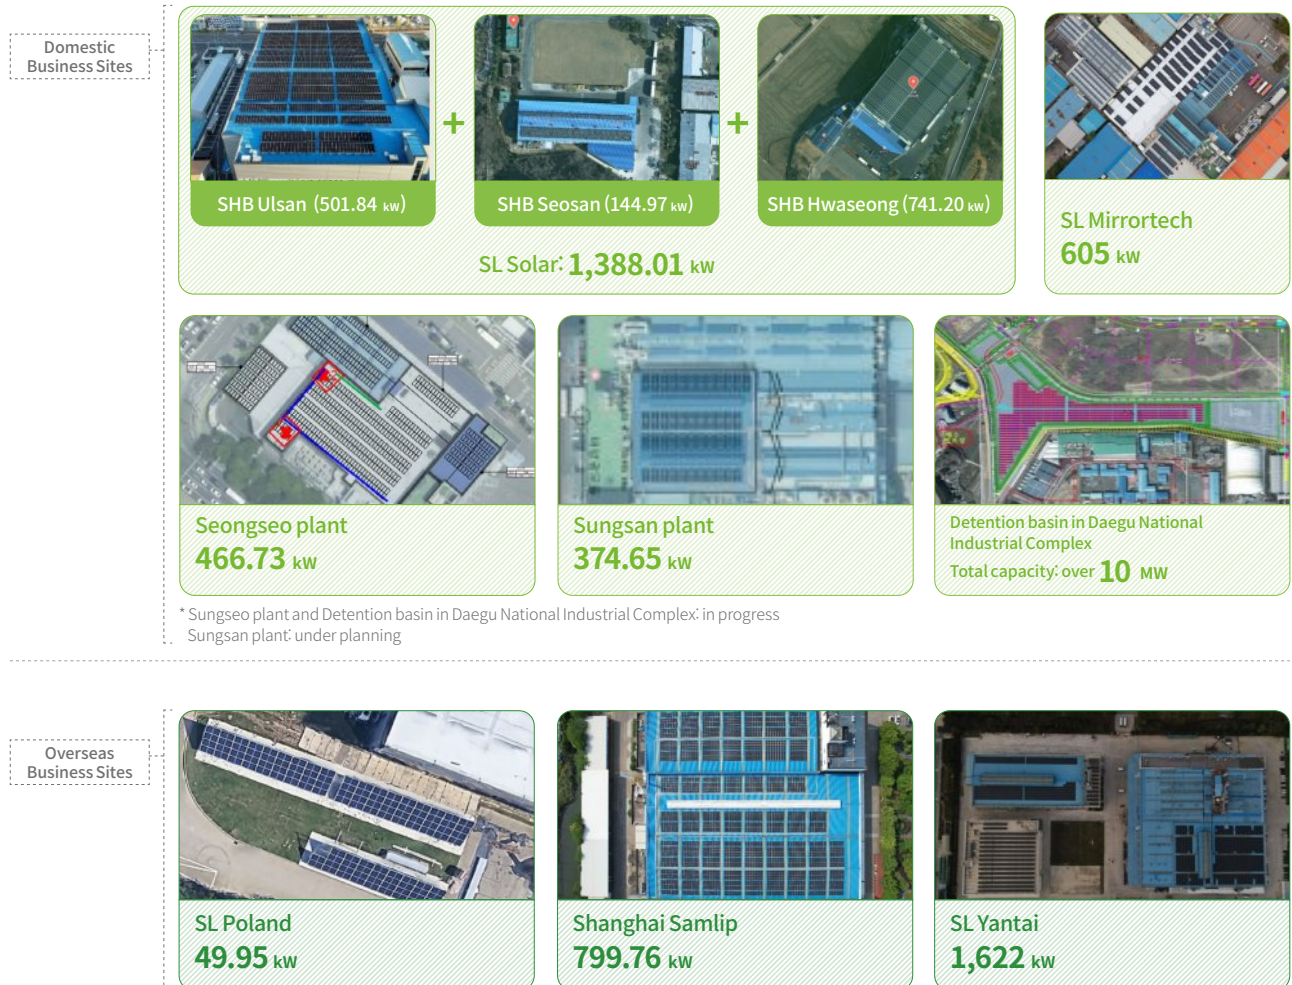 Domestic
Business Sites
+
+
SHB Ulsan (501.84 kW)
SHB Seosan (144.97 kW)
SHB Hwaseong (741.20 kW)
SL Solar: 1,388.01 kW
SL Mirrortech
605 kW
Seongseo plant
466.73 kW
Sungsan plant
374.65 kW
Detention basin in Daegu National
Industrial Complex
Total capacity: over 10 MW
* Sungseo plant and Detention basin in Daegu National Industrial Complex: in progress
Sungsan plant: under planning
Overseas
Business Sites
SL Poland
49.95 kW
Shanghai Samlip
799.76 kW
SL Yantai
1,622 kW